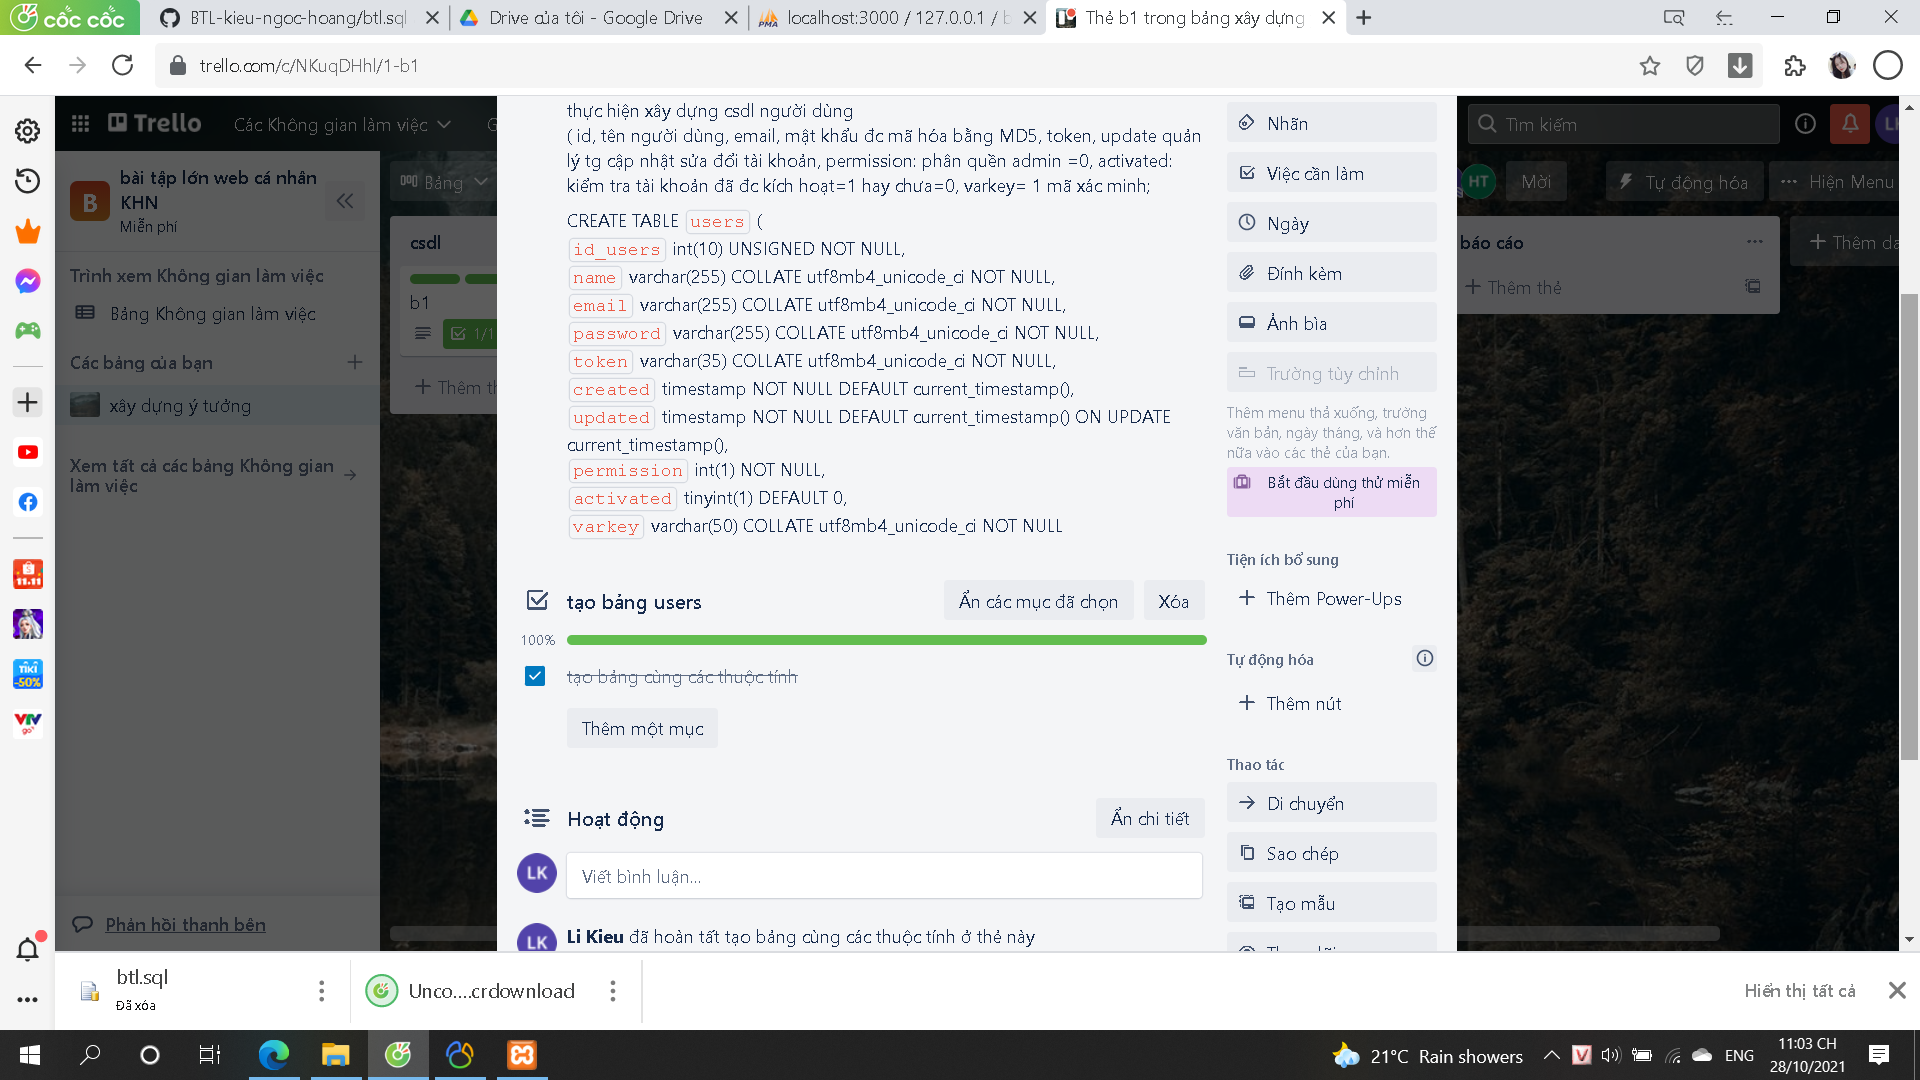 cốc cốc
BTL-kieu-ngoc-hoang/btl.sql
Drive của tôi - Google Drive
localhost:3000 / 127.0.0.1 / b
Thẻ b1 trong bảng xây dựng
trello.com/c/NKuqDHhl/1-b1
Trello
Các Không gian làm việc
Tìm kiếm
bài tập lớn web cá nhân
KHN
Miễn phí
B
Bảng
HT
Mời
Tự động hóa
Hiện Menu
Trình xem Không gian làm việc
Bảng Không gian làm việc
Các bảng của bạn
xây dựng ý tưởng
Xem tất cả các bảng Không gian
làm việc
Phản hồi thanh bên
csdl
b1
1/1
Thêm th
báo cáo
Thêm thẻ
Thêm da
thực hiện xây dựng csdl người dùng
( id, tên người dùng, email, mật khẩu đc mã hóa bằng MD5, token, update quản
lý tg cập nhật sửa đổi tài khoản, permission: phân quền admin =0, activated:
kiểm tra tài khoản đã đc kích hoạt=1 hay chưa=0, varkey= 1 mã xác minh;
CREATE TABLE users (
id_users int(10) UNSIGNED NOT NULL,
name varchar(255) COLLATE utf8mb4_unicode_ci NOT NULL,
email varchar(255) COLLATE utf8mb4_unicode_ci NOT NULL,
password varchar(255) COLLATE utf8mb4_unicode_ci NOT NULL,
token varchar(35) COLLATE utf8mb4_unicode_ci NOT NULL,
created timestamp NOT NULL DEFAULT current_timestamp(),
updated timestamp NOT NULL DEFAULT current_timestamp() ON UPDATE
current_timestamp(),
permission int(1) NOT NULL,
activated tinyint(1) DEFAULT 0,
varkey varchar(50) COLLATE utf8mb4_unicode_ci NOT NULL
tạo bảng users
Ẩn các mục đã chọn
Xóa
100%
tạo bảng cùng các thuộc tính
Thêm một mục
Hoạt động
Ẩn chi tiết
LK
Viết bình luận...
LK
Li Kieu đã hoàn tất tạo bảng cùng các thuộc tính ở thẻ này
Nhãn
Việc cần làm
Ngày
Đính kèm
Ảnh bìa
Trường tùy chỉnh
Thêm menu thả xuống, trường
văn bản, ngày tháng, và hơn thế
nữa vào các thẻ của bạn.
Bắt đầu dùng thử miễn
phí
Tiện ích bổ sung
Thêm Power-Ups
Tự động hóa
Thêm nút
Thao tác
Di chuyển
Sao chép
Tạo mẫu
11.11
TIKI
-50%
VTV
go
btl.sql
Đã xóa
Unco....crdownload
Hiển thị tất cả
21°C Rain showers
ENG
11:03 CH
28/10/2021